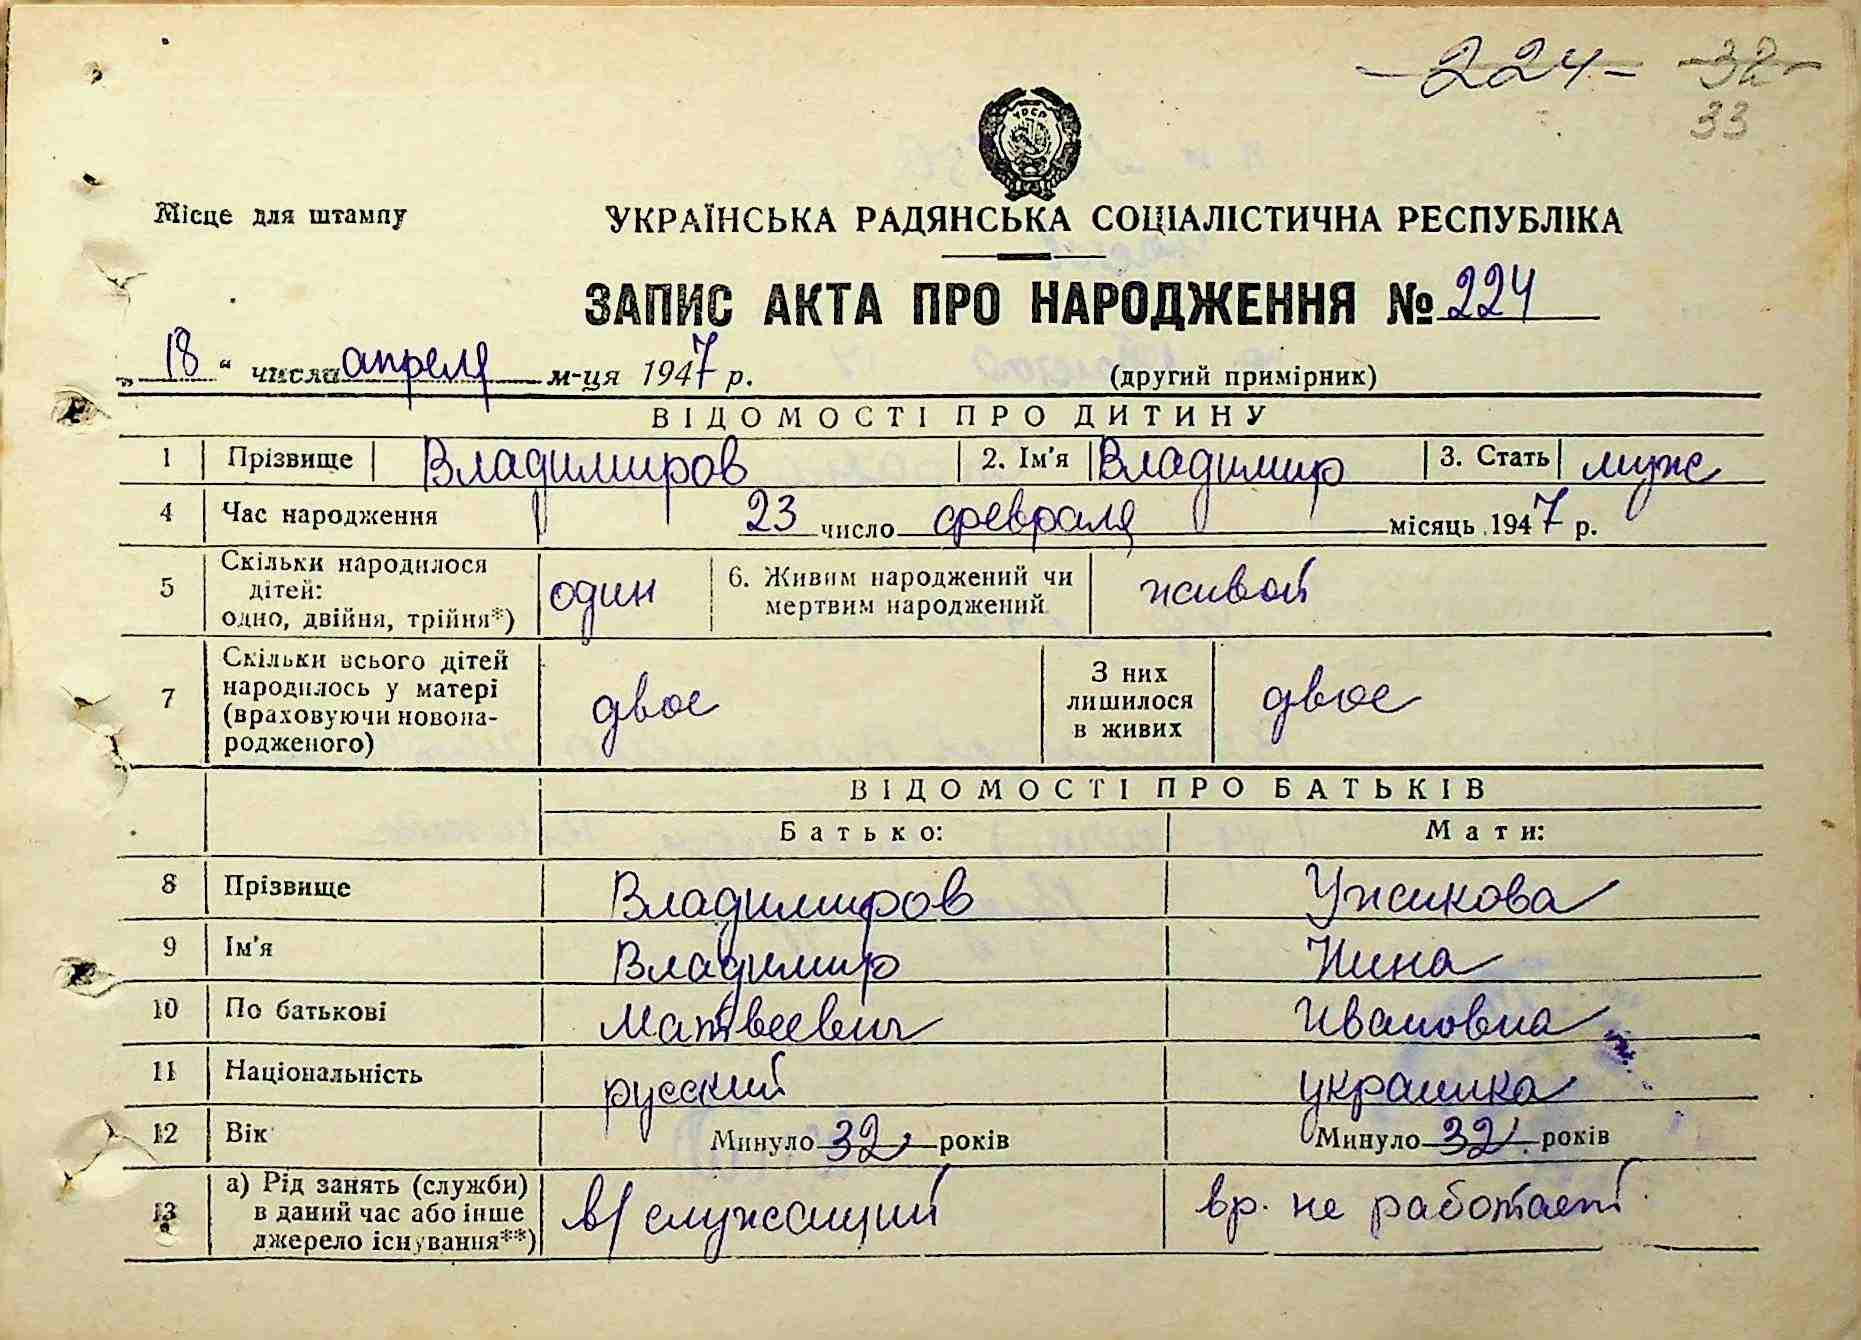 224 - 32
33
УРСР
Місце для штампу
УКРАЇНСЬКА РАДЯНСЬКА СОЦІАЛІСТИЧНА РЕСПУБЛІКА
ЗАПИС АКТА ПРО НАРОДЖЕННЯ № 224
„18“ числа апреля м-ця 1947 р. (другий примірник)
ВІДОМОСТІ ПРО ДИТИНУ
1 Прізвище Владимиров 2. Ім'я Владимир 3. Стать муж
4 Час народження 23 число февраля місяць 1947 р.
5 Скільки народилося дітей: одно, двійня, трійня*) один 6. Живим народжений чи мертвим народжений живой
7 Скільки всього дітей народилось у матері (враховуючи новонародженого) двое З них лишилося в живих двое
ВІДОМОСТІ ПРО БАТЬКІВ
Батько: Мати:
8 Прізвище Владимиров Ужикова
9 Ім'я Владимир Нина
10 По батькові Матвеевич Ивановна
11 Національність русский украинка
12 Вік Минуло 32 років Минуло 32 років
13 а) Рід занять (служби) в даний час або інше джерело існування**) в/служащий вр. не работает